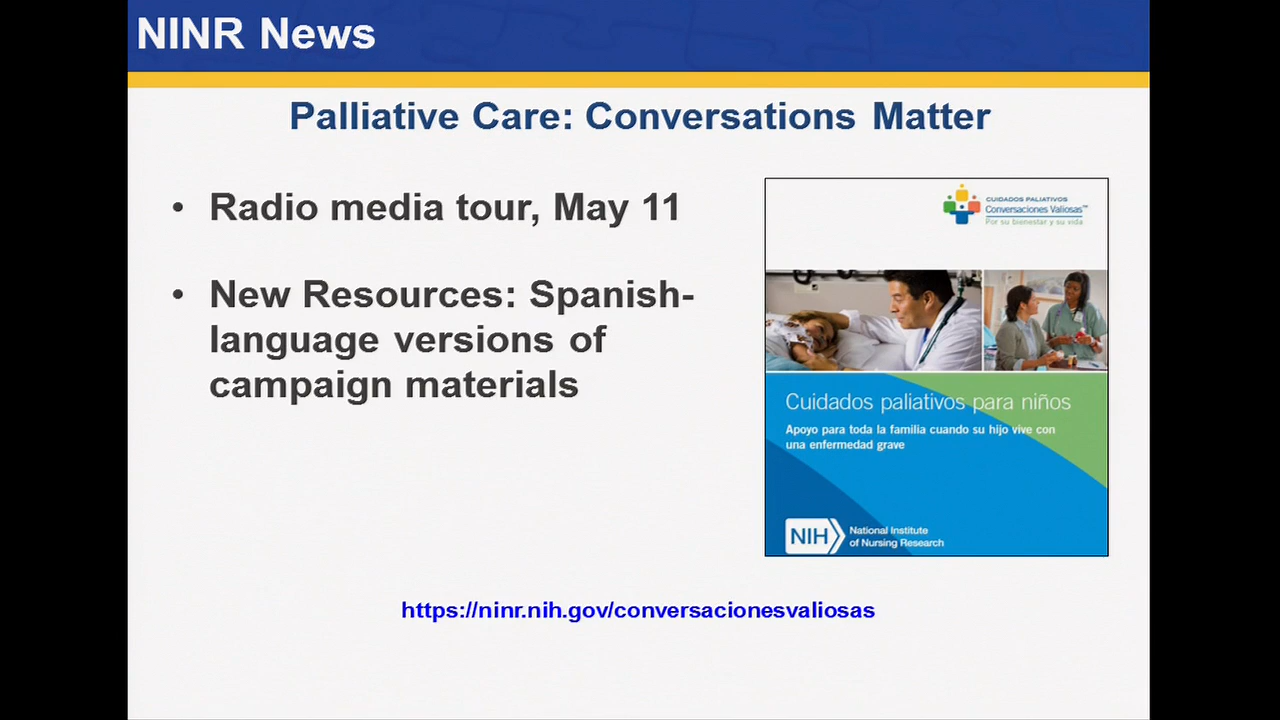 NINR News
Palliative Care: Conversations Matter
• Radio media tour, May 11
• New Resources: Spanish-
language versions of
campaign materials
CUIDADOS PALIATIVOS
Conversaciones Valiosas™
Por su bienestar y su vida
Cuidados paliativos para niños
Apoyo para toda la familia cuando su hijo vive con
una enfermedad grave
NIH
National Institute
of Nursing Research
https://ninr.nih.gov/conversacionesvaliosas